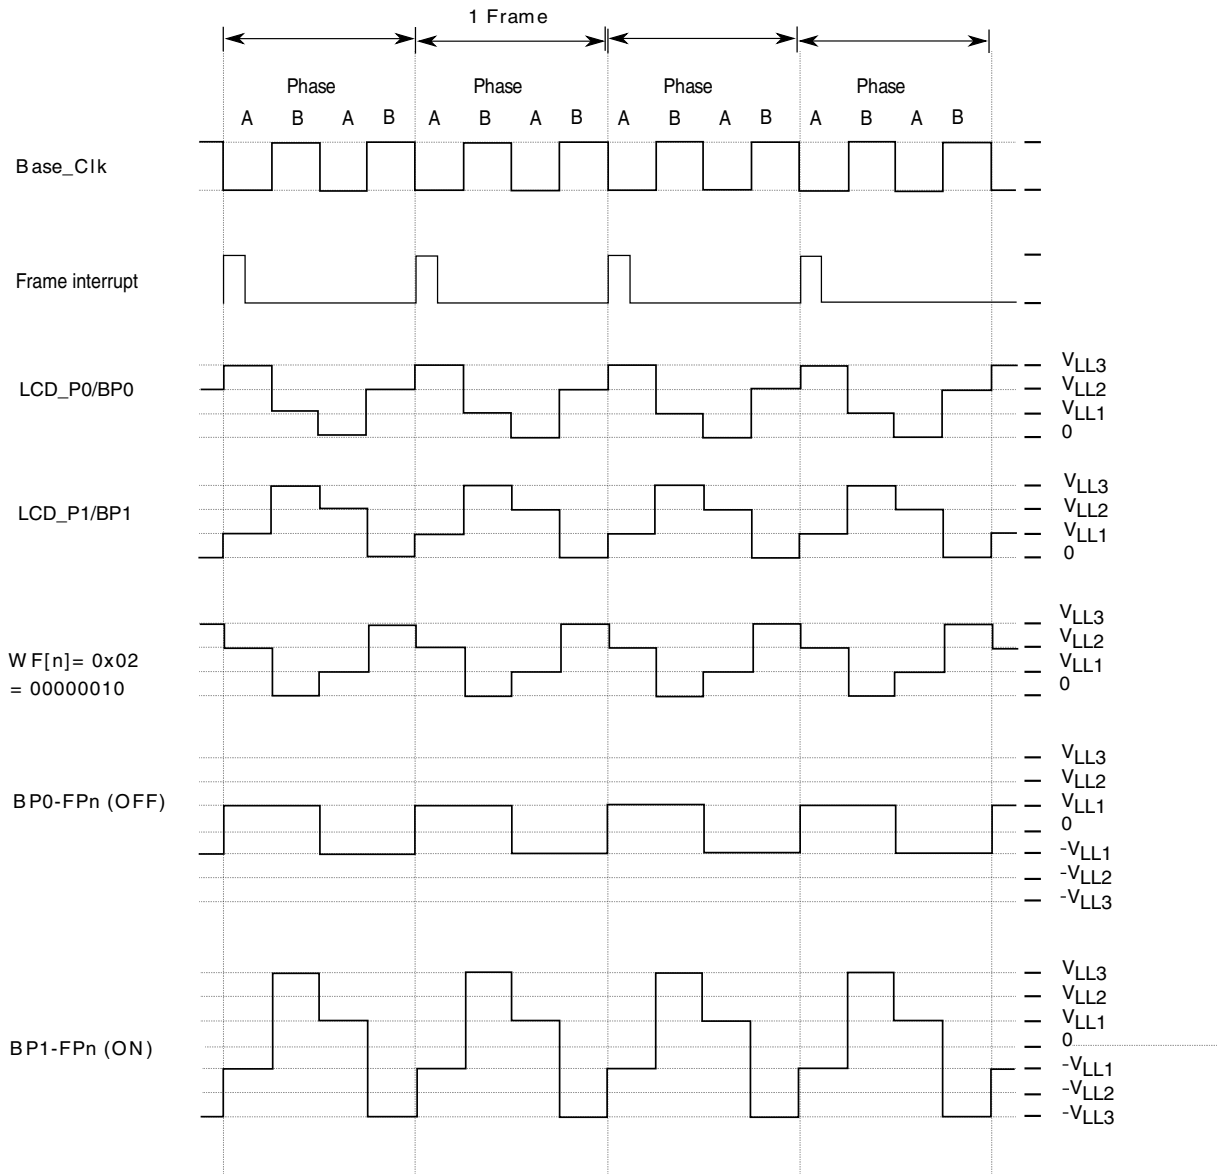 1 Frame
Phase Phase Phase Phase
A B A B A B A B A B A B A B A B
Base_Clk
Frame interrupt
LCD_P0/BP0
VLL3
VLL2
VLL1
0
LCD_P1/BP1
VLL3
VLL2
VLL1
0
WF[n]= 0x02
= 00000010
VLL3
VLL2
VLL1
0
BP0-FPn (OFF)
VLL3
VLL2
VLL1
0
-VLL1
-VLL2
-VLL3
BP1-FPn (ON)
VLL3
VLL2
VLL1
0
-VLL1
-VLL2
-VLL3